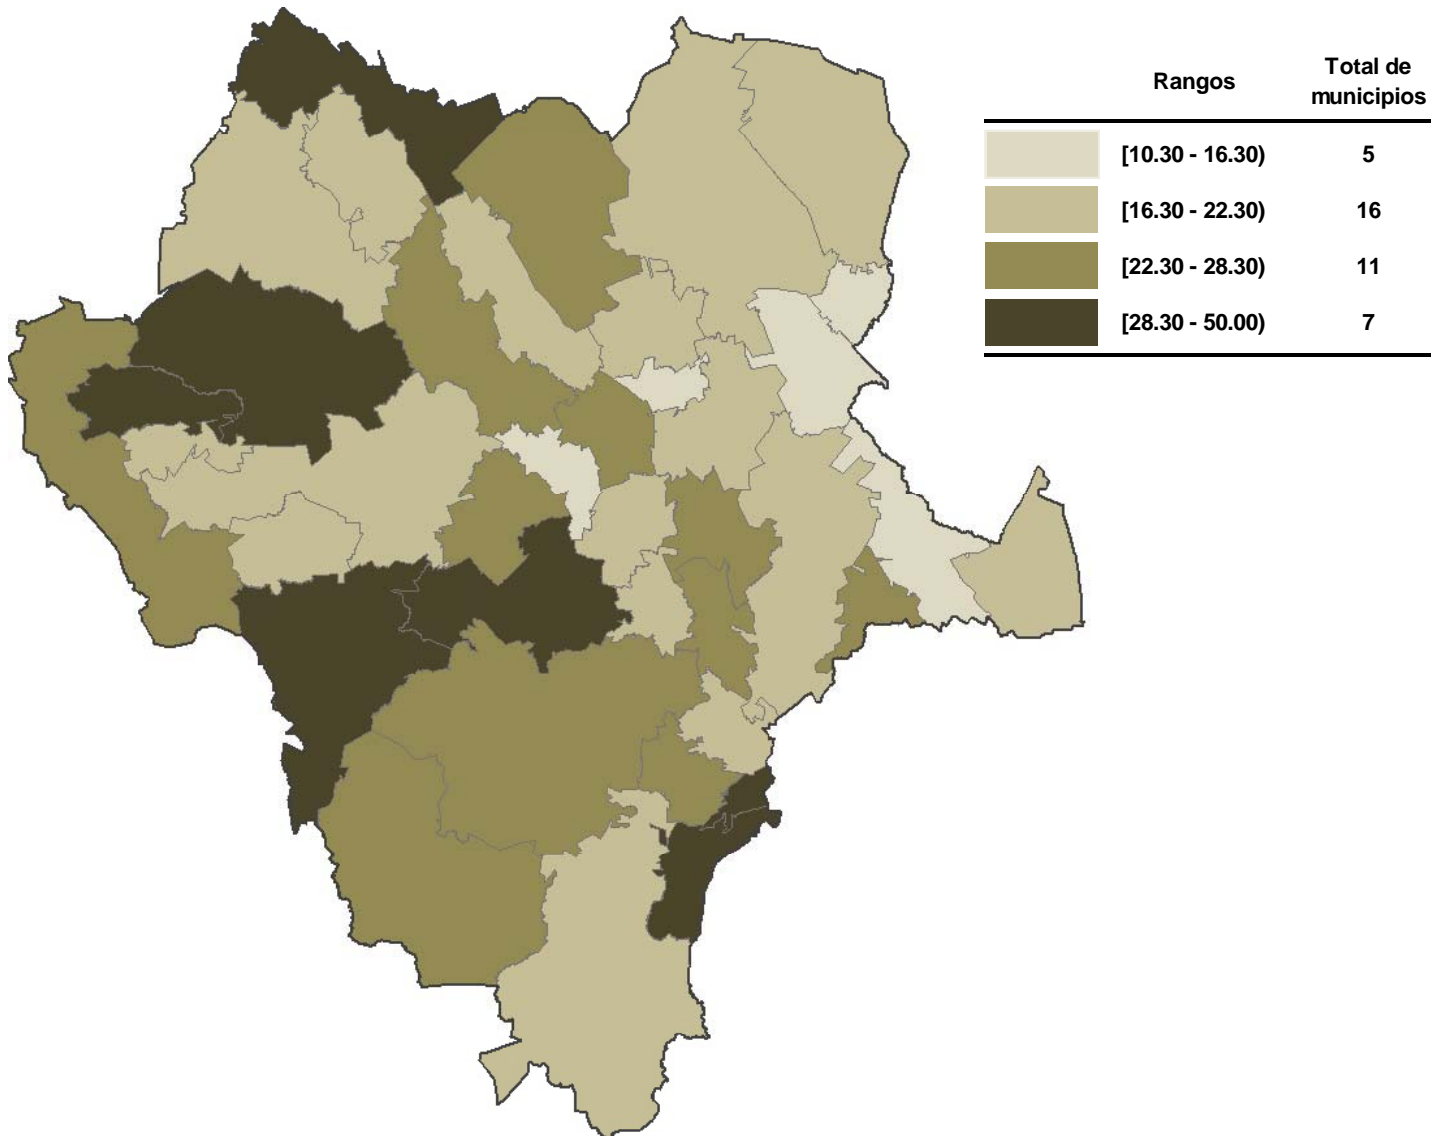 Rangos
Total de
municipios
[10.30 - 16.30) 5
[16.30 - 22.30) 16
[22.30 - 28.30) 11
[28.30 - 50.00) 7